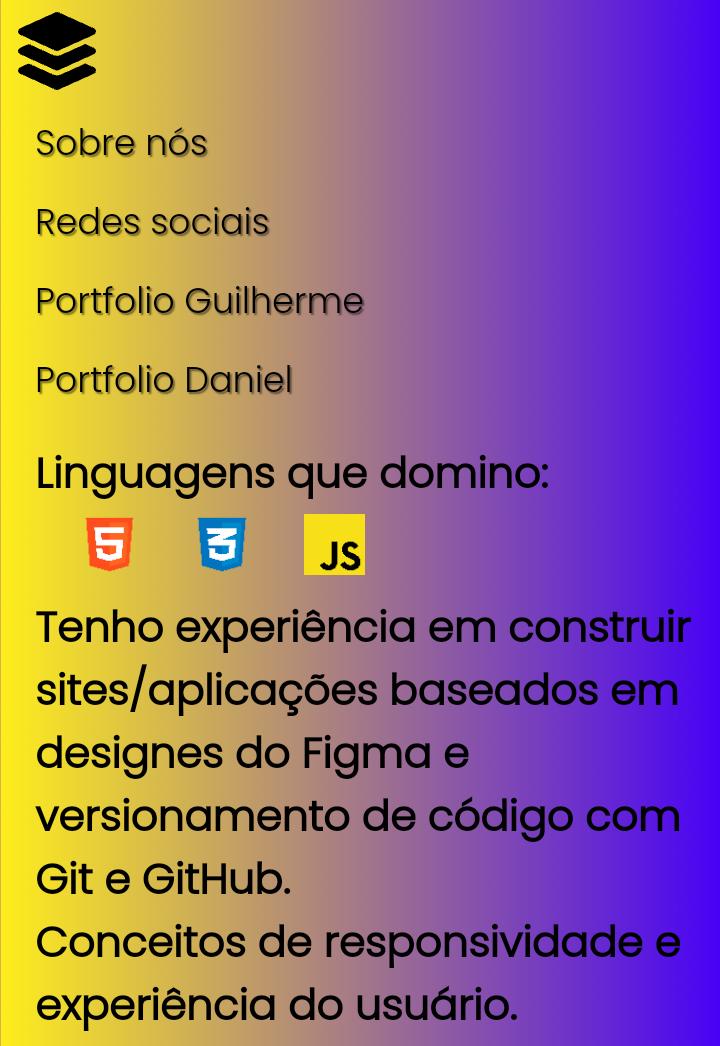 Sobre nós
Redes sociais
Portfolio Guilherme
Portfolio Daniel
Linguagens que domino:
5 3 JS
Tenho experiência em construir
sites/aplicações baseados em
designes do Figma e
versionamento de código com
Git e GitHub.
Conceitos de responsividade e
experiência do usuário.